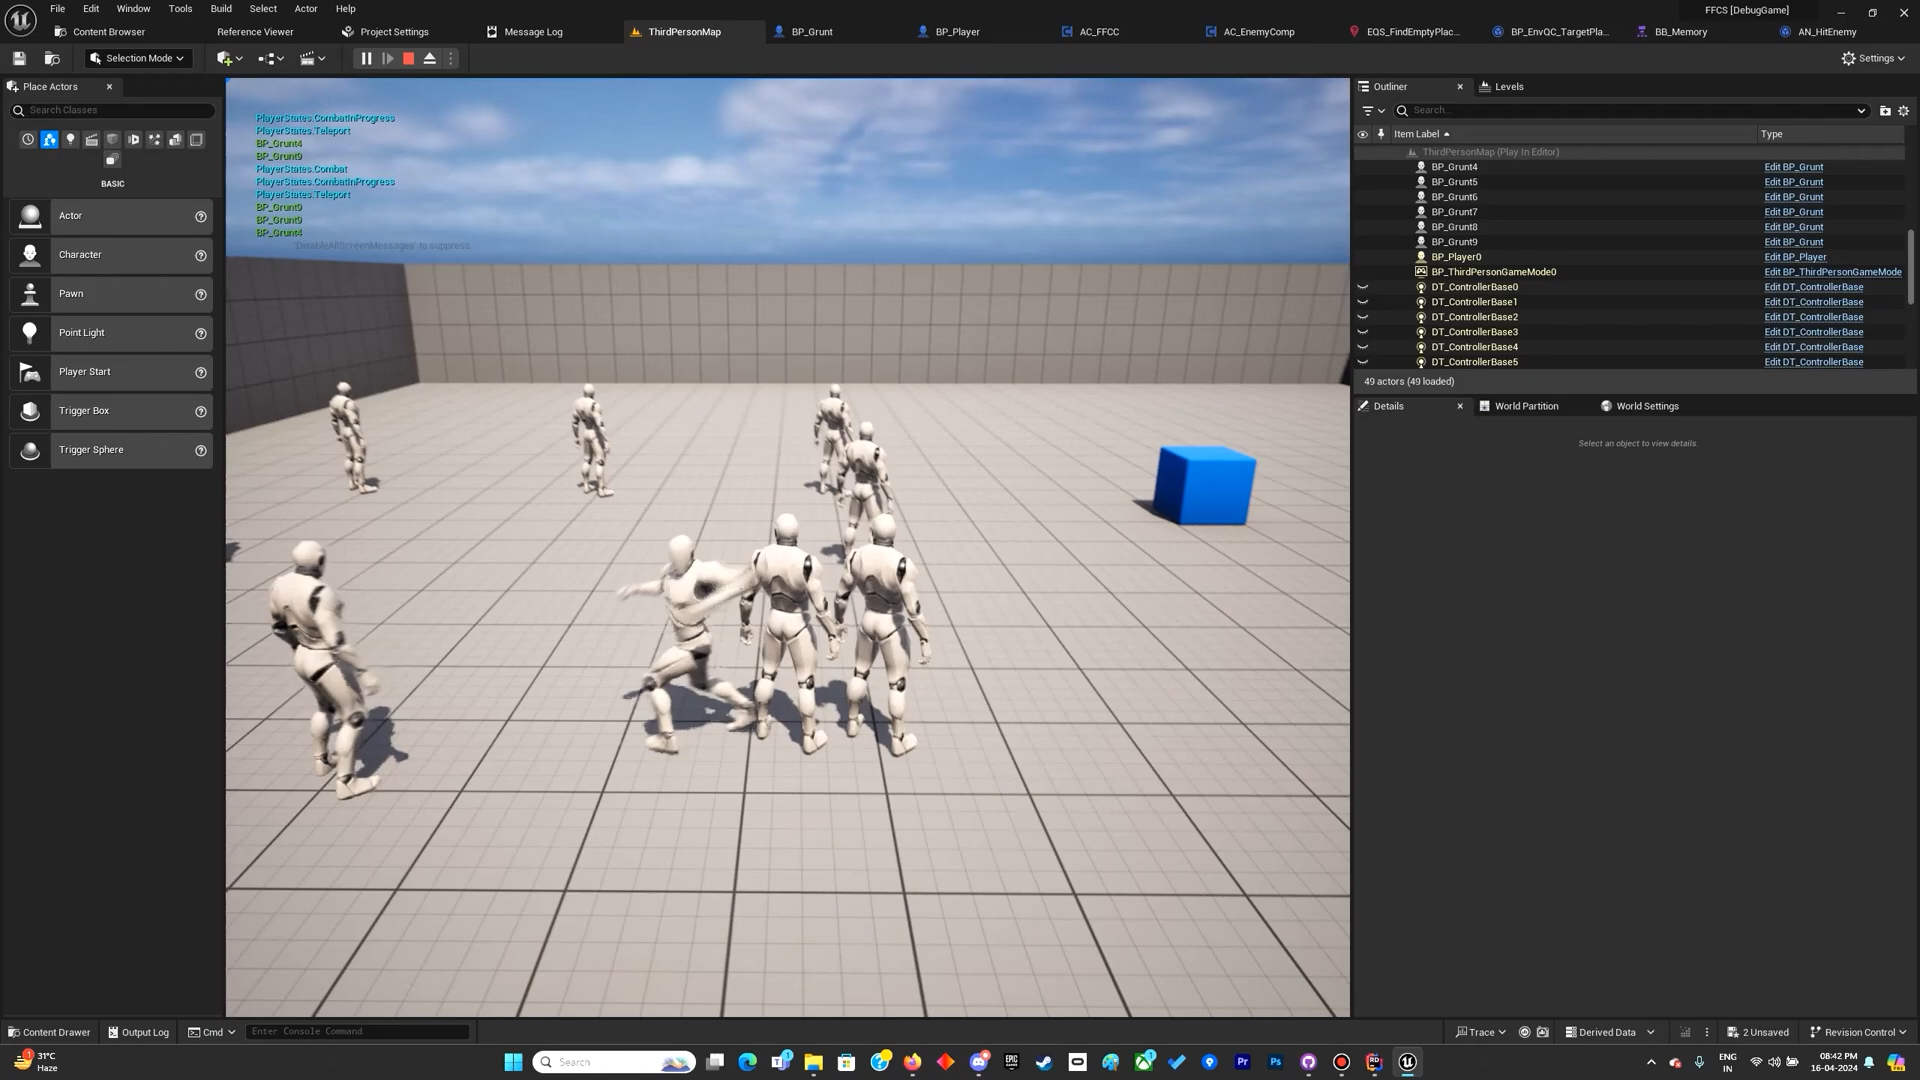 File Edit Window Tools Build Select Actor Help
FFCS [DebugGame]
Content Browser
Reference Viewer
Project Settings
Message Log
ThirdPersonMap
BP_Grunt
BP_Player
AC_FFCC
AC_EnemyComp
EQS_FindEmptyPlac...
BP_EnvQC_TargetPla...
BB_Memory
AN_HitEnemy
Selection Mode
Settings
Place Actors
Search Classes
BASIC
Actor
Character
Pawn
Point Light
Player Start
Trigger Box
Trigger Sphere
PlayerStates.CombatInProgress
PlayerStates.Teleport
BP_Grunt4
BP_Grunt9
PlayerStates.Combat
PlayerStates.CombatInProgress
PlayerStates.Teleport
BP_Grunt9
BP_Grunt9
BP_Grunt4
'DisableAllScreenMessages' to suppress
Outliner
Levels
Search...
Item Label
Type
ThirdPersonMap (Play In Editor)
BP_Grunt4 Edit BP_Grunt
BP_Grunt5 Edit BP_Grunt
BP_Grunt6 Edit BP_Grunt
BP_Grunt7 Edit BP_Grunt
BP_Grunt8 Edit BP_Grunt
BP_Grunt9 Edit BP_Grunt
BP_Player0 Edit BP_Player
BP_ThirdPersonGameMode0 Edit BP_ThirdPersonGameMode
DT_ControllerBase0 Edit DT_ControllerBase
DT_ControllerBase1 Edit DT_ControllerBase
DT_ControllerBase2 Edit DT_ControllerBase
DT_ControllerBase3 Edit DT_ControllerBase
DT_ControllerBase4 Edit DT_ControllerBase
DT_ControllerBase5 Edit DT_ControllerBase
49 actors (49 loaded)
Details
World Partition
World Settings
Select an object to view details.
Content Drawer
Output Log
Cmd
Enter Console Command
Trace
Derived Data
2 Unsaved
Revision Control
31°C
Haze
Search
ENG
IN
08:42 PM
16-04-2024